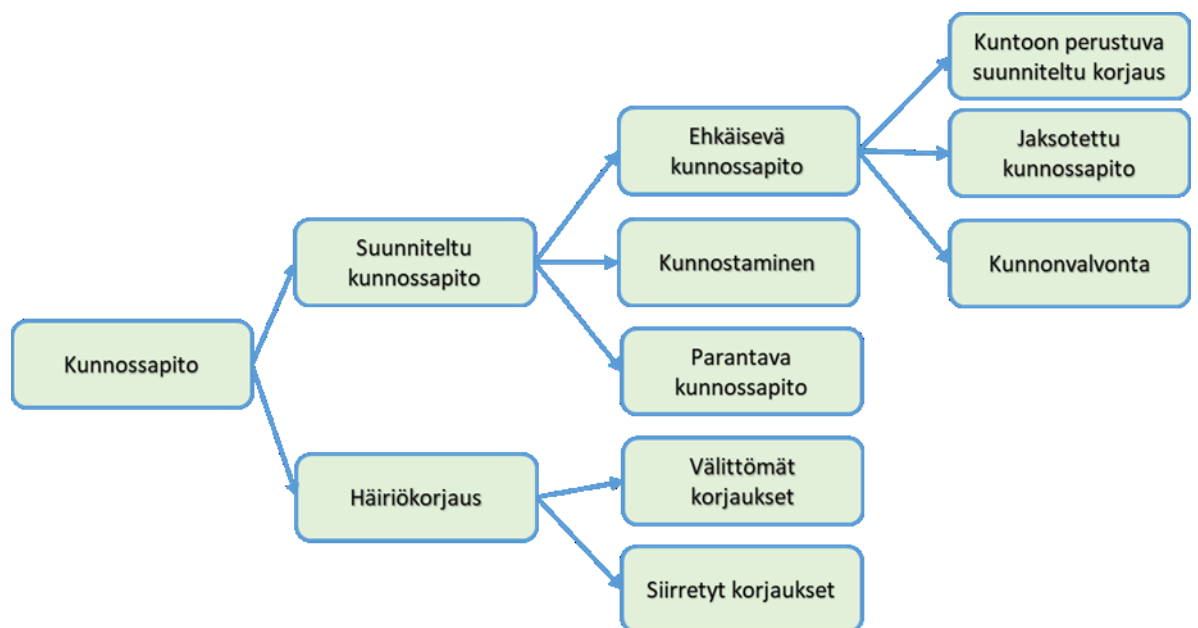 Kunnossapito
Suunniteltu
kunnossapito
Häiriökorjaus
Ehkäisevä
kunnossapito
Kunnostaminen
Parantava
kunnossapito
Välittömät
korjaukset
Siirretyt korjaukset
Kuntoon perustuva
suunniteltu korjaus
Jaksotettu
kunnossapito
Kunnonvalvonta